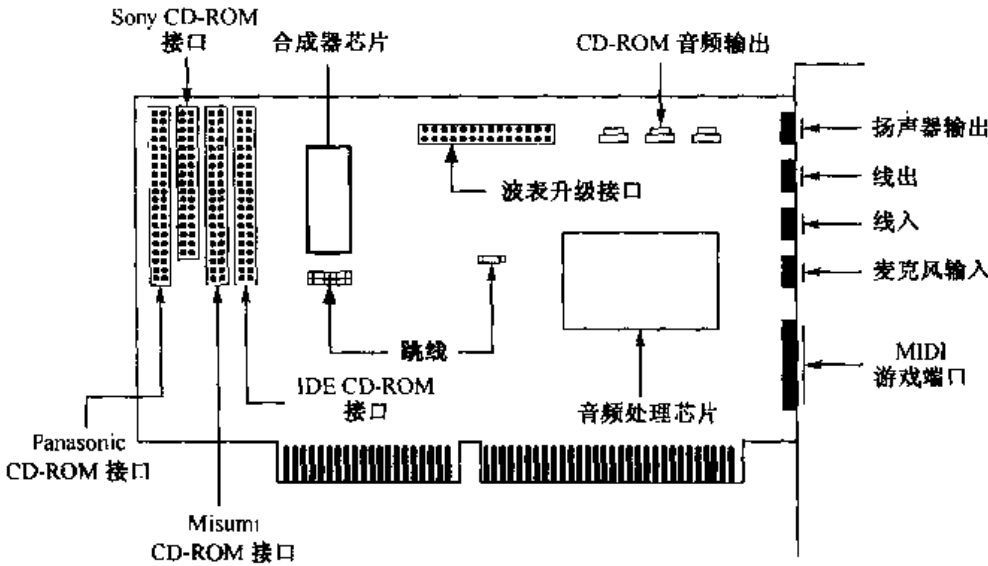 Sony CD-ROM
接口
合成器芯片
CD-ROM 音频输出
扬声器输出
线出
波表升级接口
线入
麦克风输入
跳线
MIDI
游戏端口
IDE CD-ROM
接口
音频处理芯片
Panasonic
CD-ROM 接口
Misumi
CD-ROM 接口